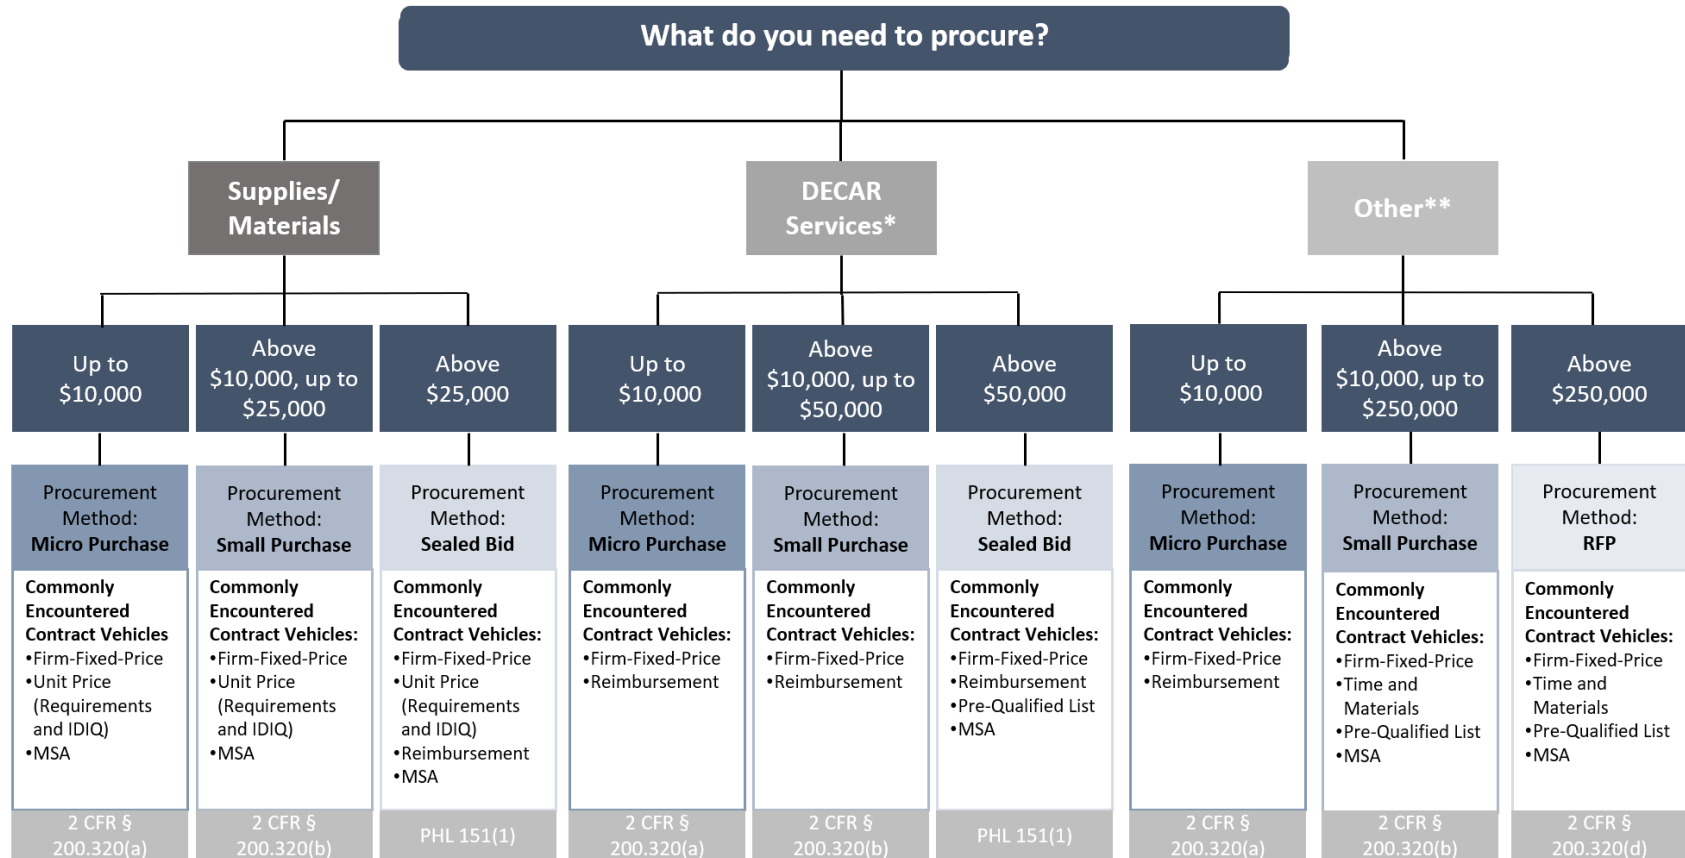 What do you need to procure?
Supplies/
Materials
DECAR
Services*
Other**
Up to
$10,000
Above
$10,000, up to
$25,000
Above
$25,000
Up to
$10,000
Above
$10,000, up to
$50,000
Above
$50,000
Up to
$10,000
Above
$10,000, up to
$250,000
Above
$250,000
Procurement
Method:
Micro Purchase
Commonly
Encountered
Contract Vehicles
•Firm-Fixed-Price
•Unit Price
(Requirements
and IDIQ)
•MSA
2 CFR §
200.320(a)
Procurement
Method:
Small Purchase
Commonly
Encountered
Contract Vehicles:
•Firm-Fixed-Price
•Unit Price
(Requirements
and IDIQ)
•MSA
2 CFR §
200.320(b)
Procurement
Method:
Sealed Bid
Commonly
Encountered
Contract Vehicles:
•Firm-Fixed-Price
•Unit Price
(Requirements
and IDIQ)
•Reimbursement
•MSA
PHL 151(1)
Procurement
Method:
Micro Purchase
Commonly
Encountered
Contract Vehicles:
•Firm-Fixed-Price
•Reimbursement
2 CFR §
200.320(a)
Procurement
Method:
Small Purchase
Commonly
Encountered
Contract Vehicles:
•Firm-Fixed-Price
•Reimbursement
2 CFR §
200.320(b)
Procurement
Method:
Sealed Bid
Commonly
Encountered
Contract Vehicles:
•Firm-Fixed-Price
•Reimbursement
•Pre-Qualified List
•MSA
PHL 151(1)
Procurement
Method:
Micro Purchase
Commonly
Encountered
Contract Vehicles:
•Firm-Fixed-Price
•Reimbursement
2 CFR §
200.320(a)
Procurement
Method:
Small Purchase
Commonly
Encountered
Contract Vehicles:
•Firm-Fixed-Price
•Time and
Materials
•Pre-Qualified List
•MSA
2 CFR §
200.320(b)
Procurement
Method:
RFP
Commonly
Encountered
Contract Vehicles:
•Firm-Fixed-Price
•Time and
Materials
•Pre-Qualified List
•MSA
2 CFR §
200.320(d)